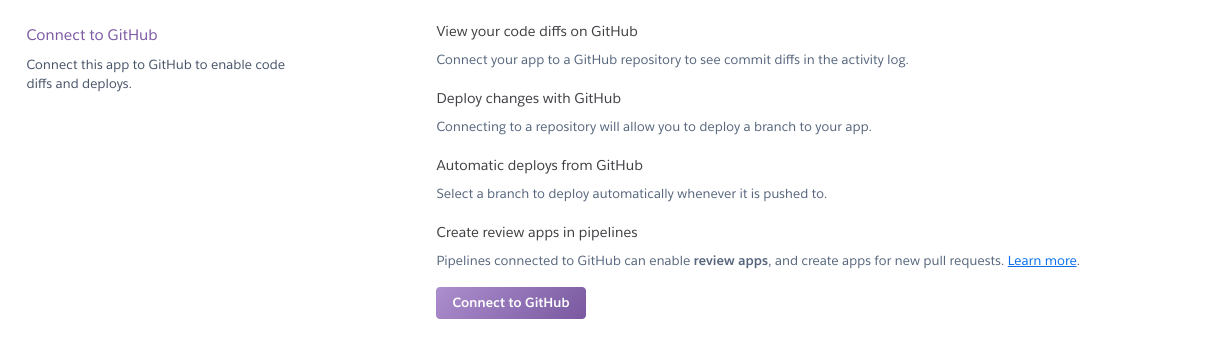 Connect to GitHub
Connect this app to GitHub to enable code
diffs and deploys.
View your code diffs on GitHub
Connect your app to a GitHub repository to see commit diffs in the activity log.
Deploy changes with GitHub
Connecting to a repository will allow you to deploy a branch to your app.
Automatic deploys from GitHub
Select a branch to deploy automatically whenever it is pushed to.
Create review apps in pipelines
Pipelines connected to GitHub can enable review apps, and create apps for new pull requests. Learn more.
Connect to GitHub